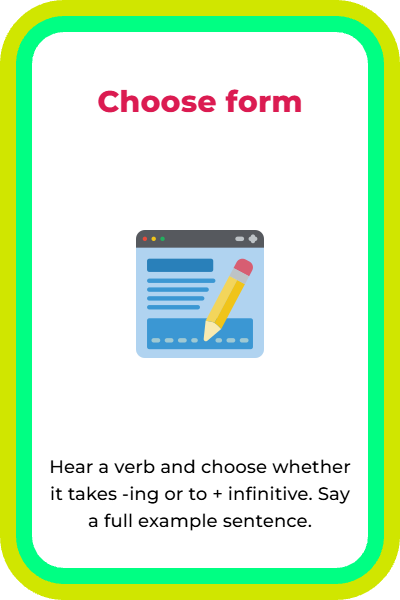 Choose form
Hear a verb and choose whether
it takes -ing or to + infinitive. Say
a full example sentence.